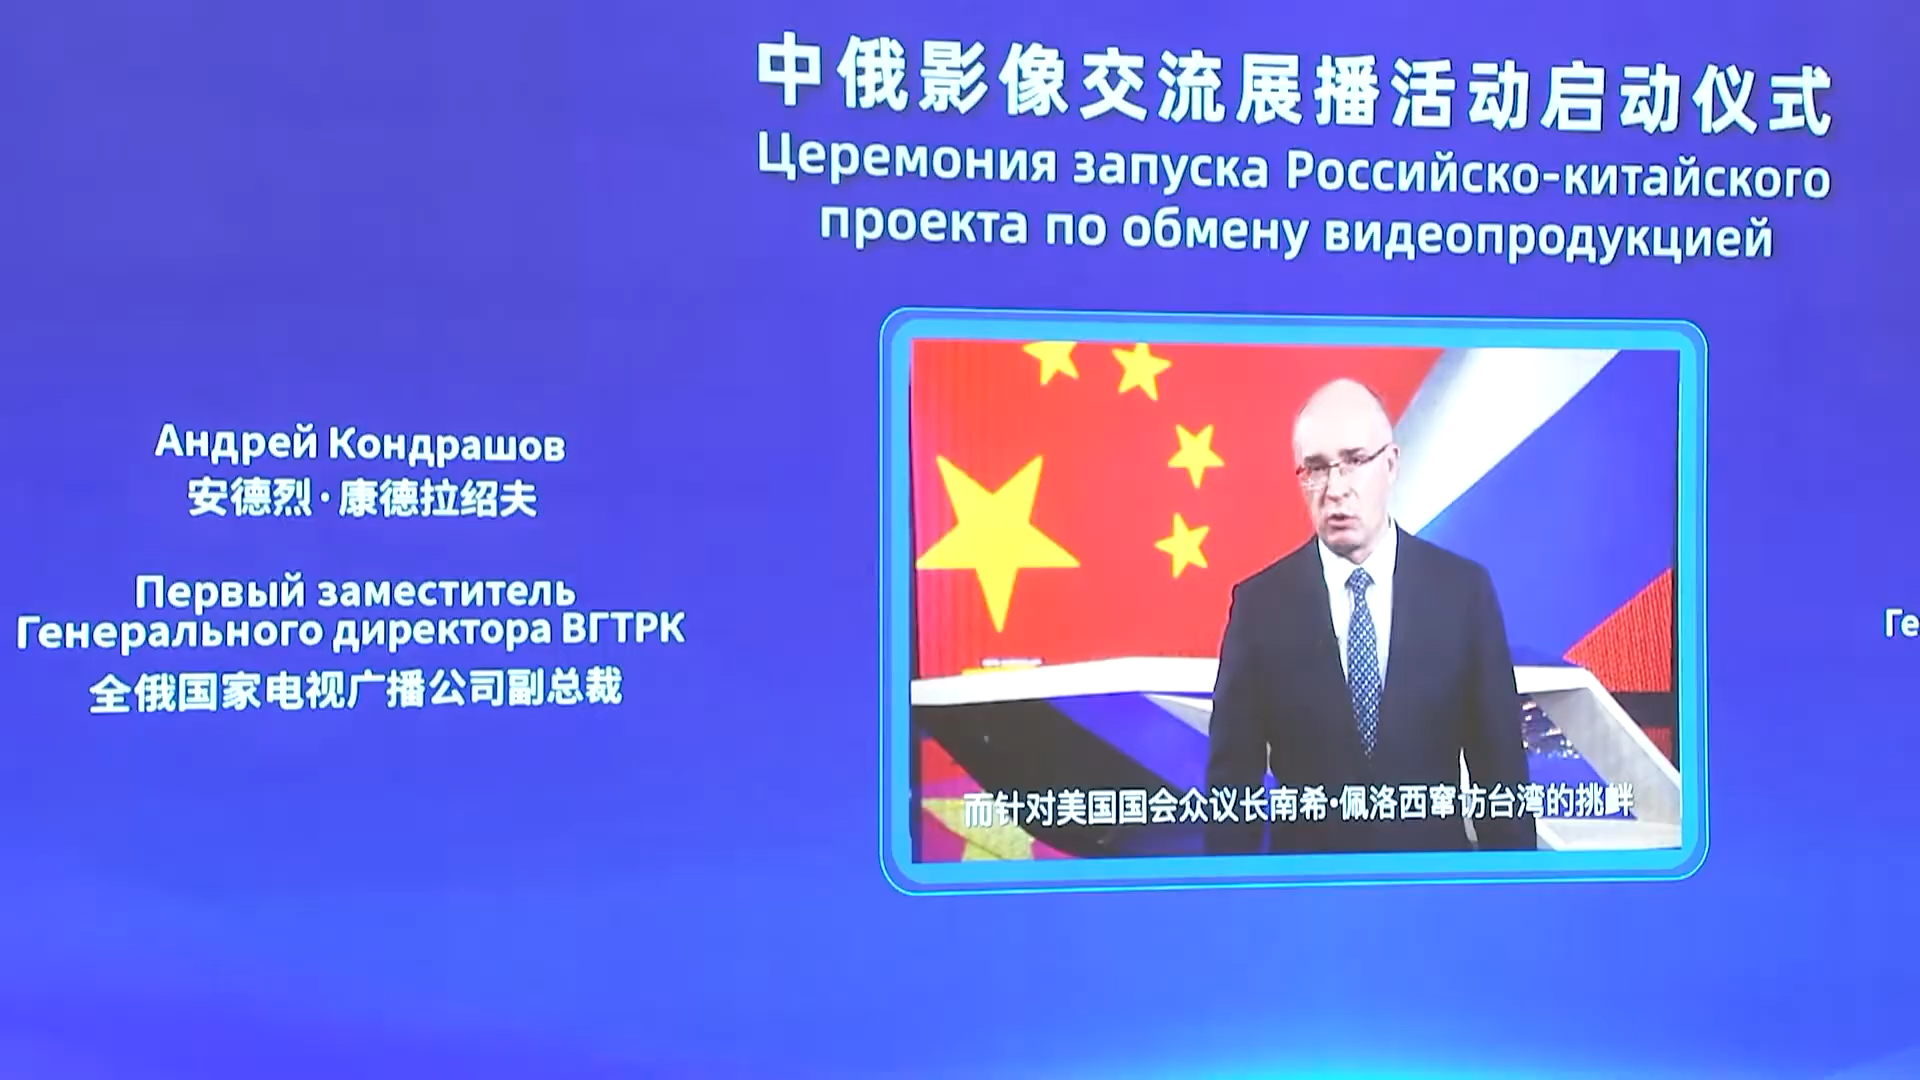 中俄影像交流展播活动启动仪式
Церемония запуска Российско-китайского
проекта по обмену видеопродукцией
Андрей Кондрашов
安德烈·康德拉绍夫
Первый заместитель
Генерального директора ВГТРК
全俄国家电视广播公司副总裁
而针对美国国会众议长南希·佩洛西窜访台湾的挑衅
Ге